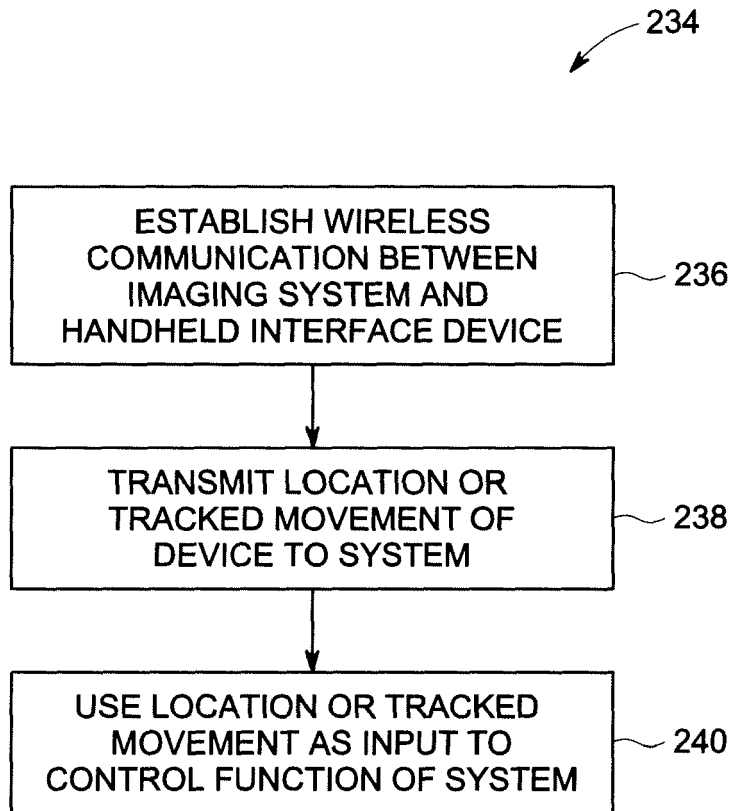 234
ESTABLISH WIRELESS
COMMUNICATION BETWEEN
IMAGING SYSTEM AND
HANDHELD INTERFACE DEVICE
236
TRANSMIT LOCATION OR
TRACKED MOVEMENT OF
DEVICE TO SYSTEM
238
USE LOCATION OR TRACKED
MOVEMENT AS INPUT TO
CONTROL FUNCTION OF SYSTEM
240